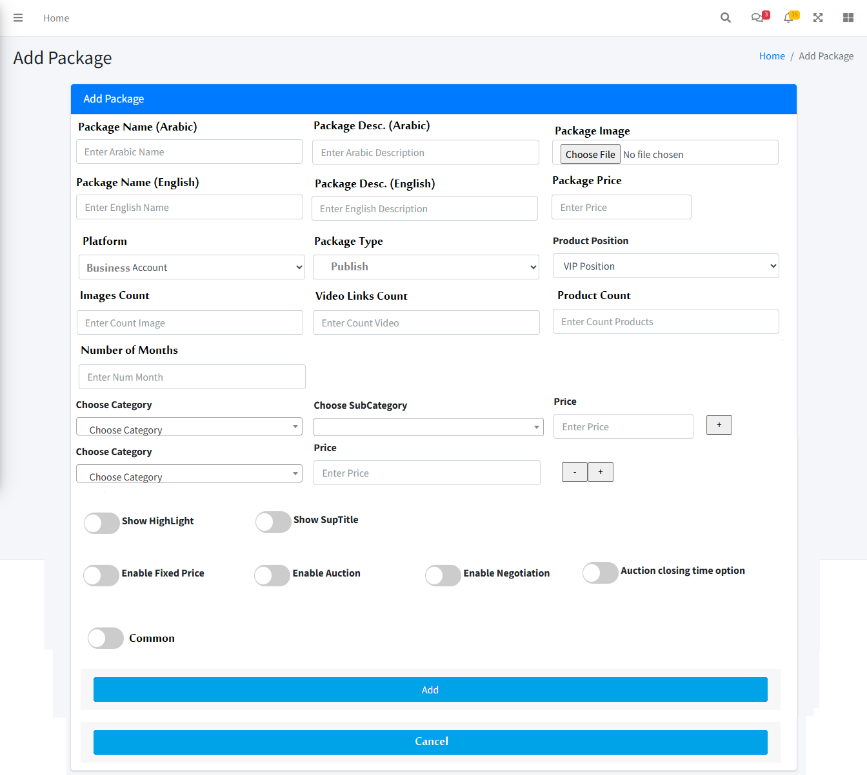 Home
3
15
Add Package
Home / Add Package
Add Package
Package Name (Arabic) Package Desc. (Arabic) Package Image
Enter Arabic Name Enter Arabic Description Choose File No file chosen
Package Name (English) Package Desc. (English) Package Price
Enter English Name Enter English Description Enter Price
Platform Package Type Product Position
Business Account Publish VIP Position
Images Count Video Links Count Product Count
Enter Count Image Enter Count Video Enter Count Products
Number of Months
Enter Num Month
Choose Category Choose SubCategory Price
Choose Category Enter Price +
Choose Category Price
Choose Category Enter Price - +
Show HighLight Show SupTitle
Enable Fixed Price Enable Auction Enable Negotiation Auction closing time option
Common
Add
Cancel